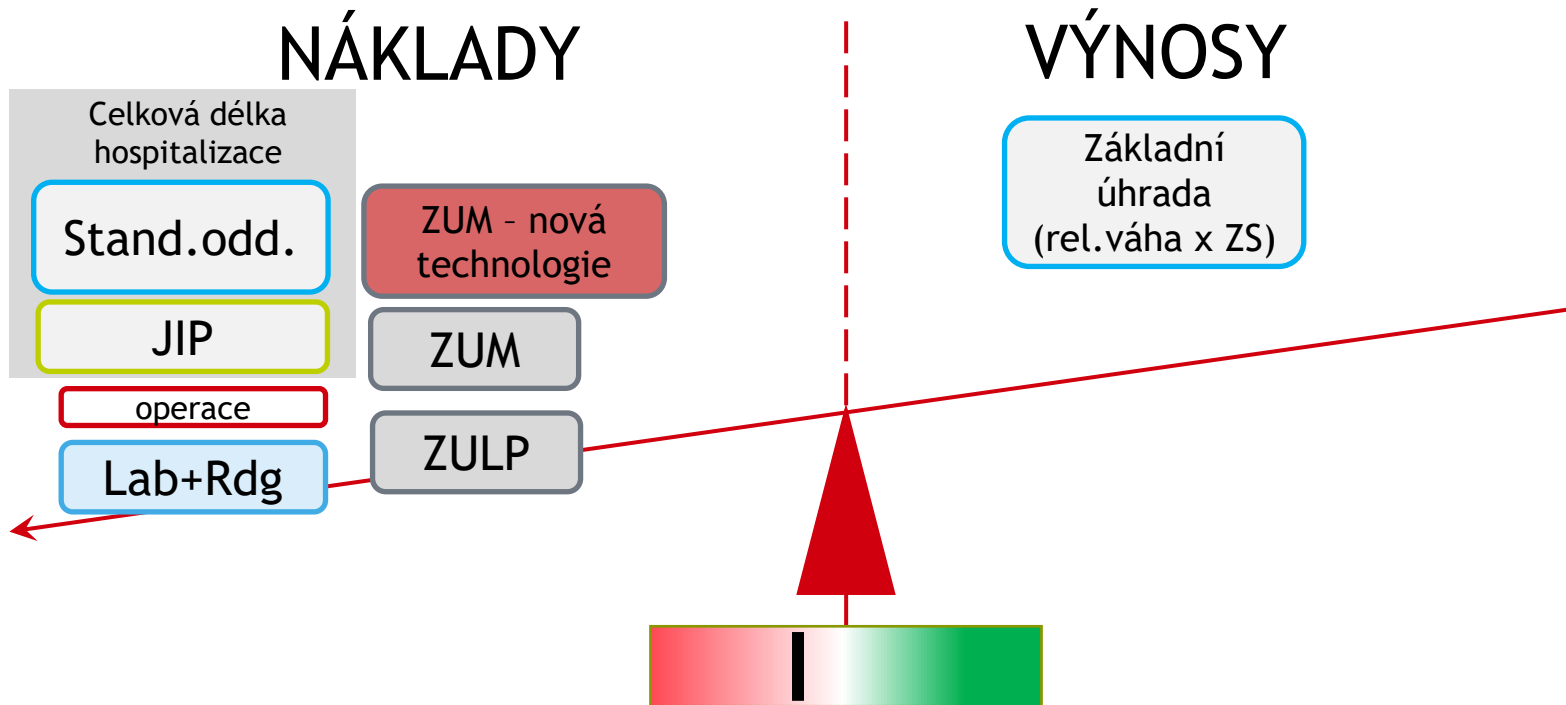 NÁKLADY
VÝNOSY
Celková délka
hospitalizace
Stand.odd.
JIP
operace
Lab+Rdg
ZUM – nová
technologie
ZUM
ZULP
Základní
úhrada
(rel.váha x ZS)